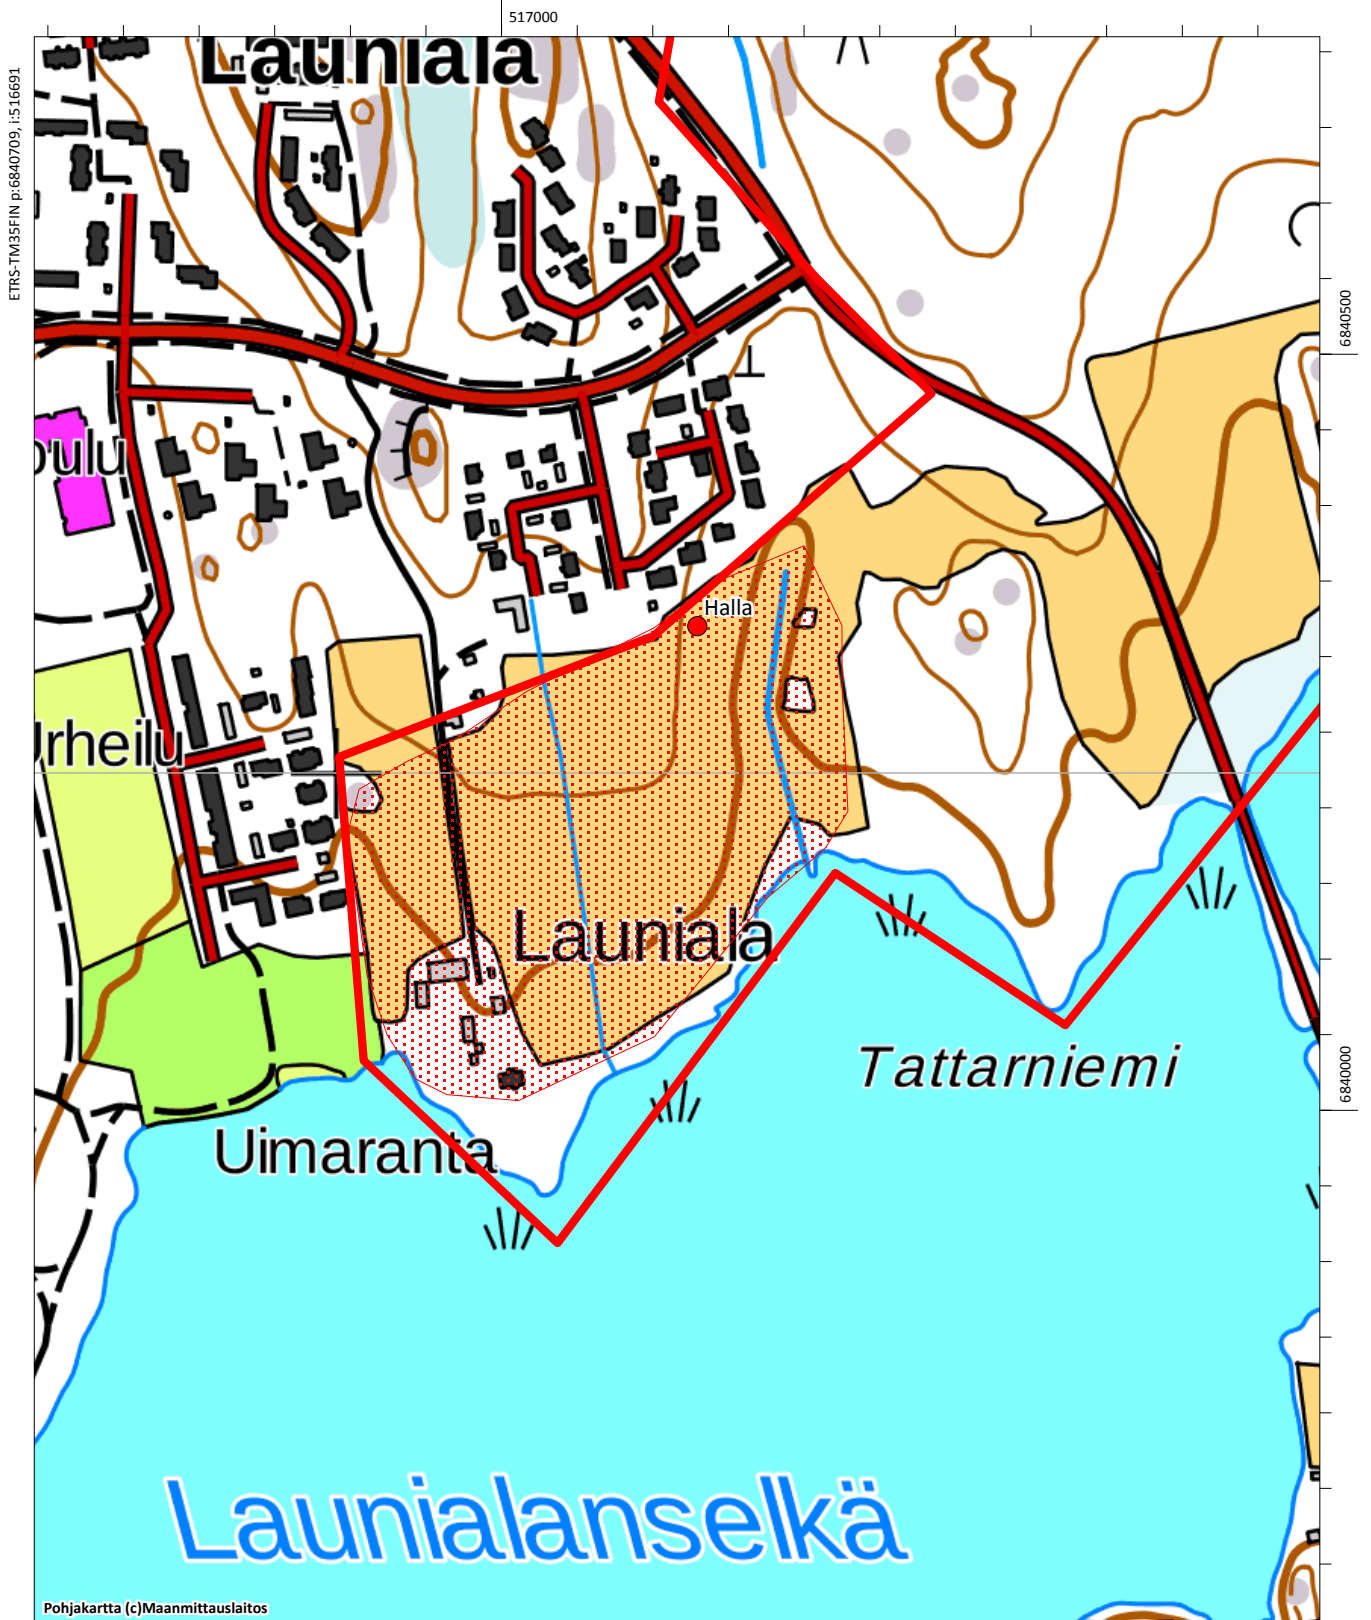 517000
ETRS-TM35FIN p:6840709, i:516691
Launiala
6840500
oulu
Halla
Urheilu
Launiala
Tattarniemi
6840000
Uimaranta
Launialanselkä
Pohjakartta (c)Maanmittauslaitos